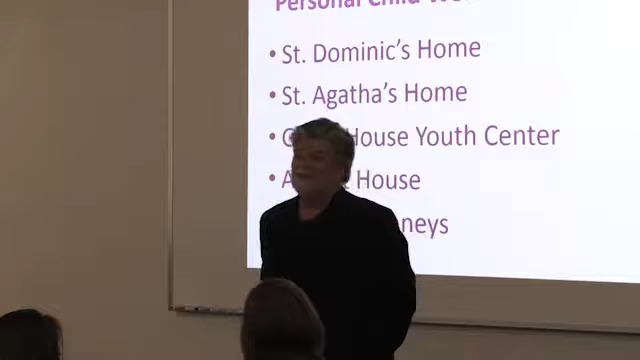 Personal Child
• St. Dominic's Home
• St. Agatha's Home
House Youth Center
House